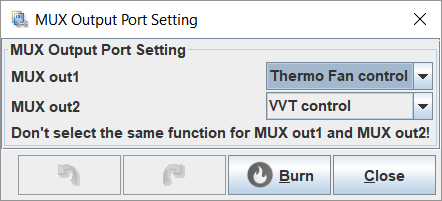 MUX Output Port Setting
MUX Output Port Setting
MUX out1 Thermo Fan control
MUX out2 VVT control
Don't select the same function for MUX out1 and MUX out2!
Burn Close